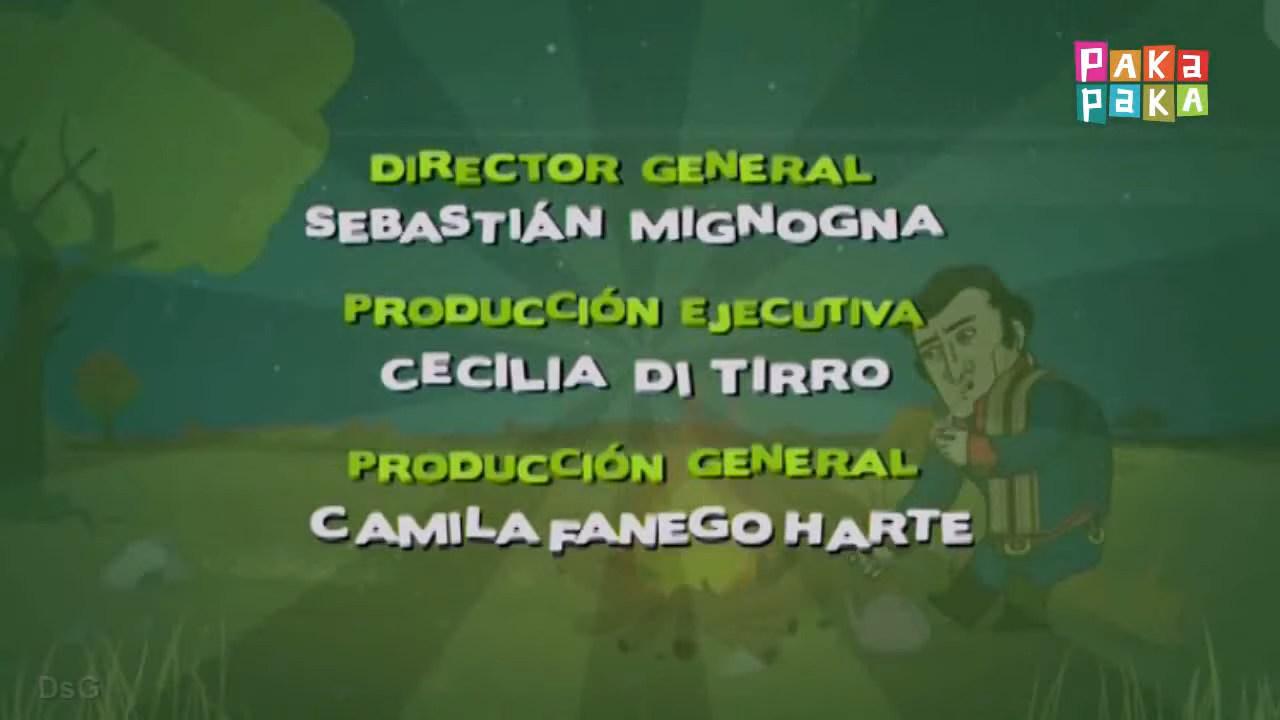 PAKA
PAKA
DIRECTOR GENERAL
SEBASTIÁN MIGNOGNA
PRODUCCIÓN EJECUTIVA
CECILIA DI TIRRO
PRODUCCIÓN GENERAL
CAMILA FANEGO HARTE
DsG